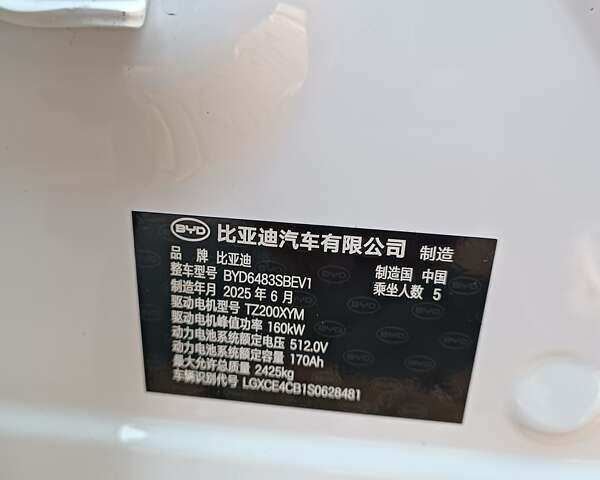 BYD 比亚迪汽车有限公司 制造
品 牌 比亚迪
整车型号 BYD6483SBEV1 制造国 中国
制造年月 2025 年 6 月 乘坐人数 5
驱动电机型号 TZ200XYM
驱动电机峰值功率 160kW
动力电池系统额定电压 512.0V
动力电池系统额定容量 170Ah
最大允许总质量 2425kg
车辆识别代号 LGXCE4CB1S0628481